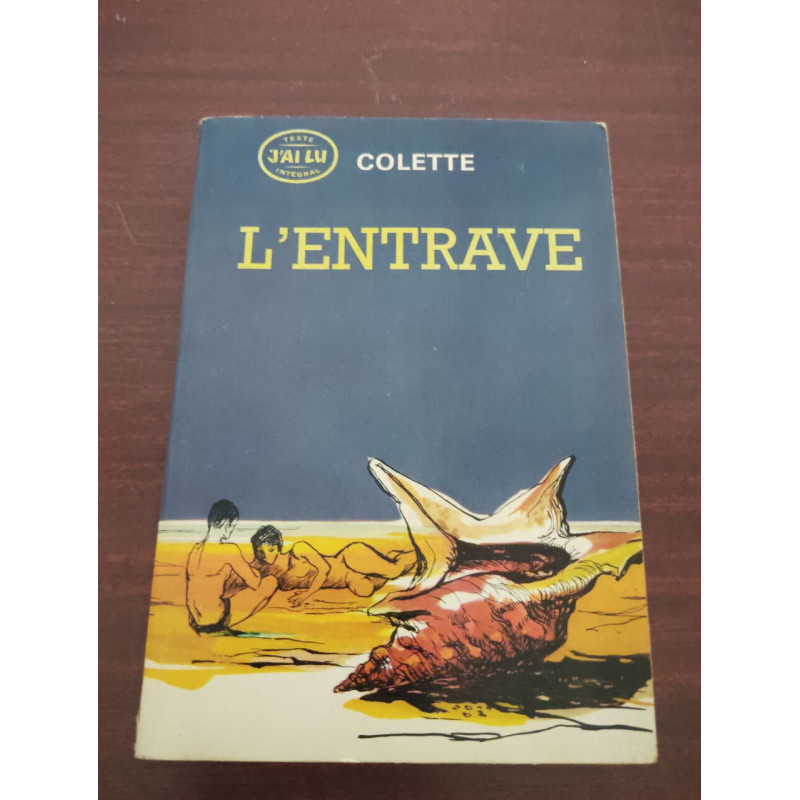 TEXTE
J'AI LU
INTÉGRAL
COLETTE
L'ENTRAVE